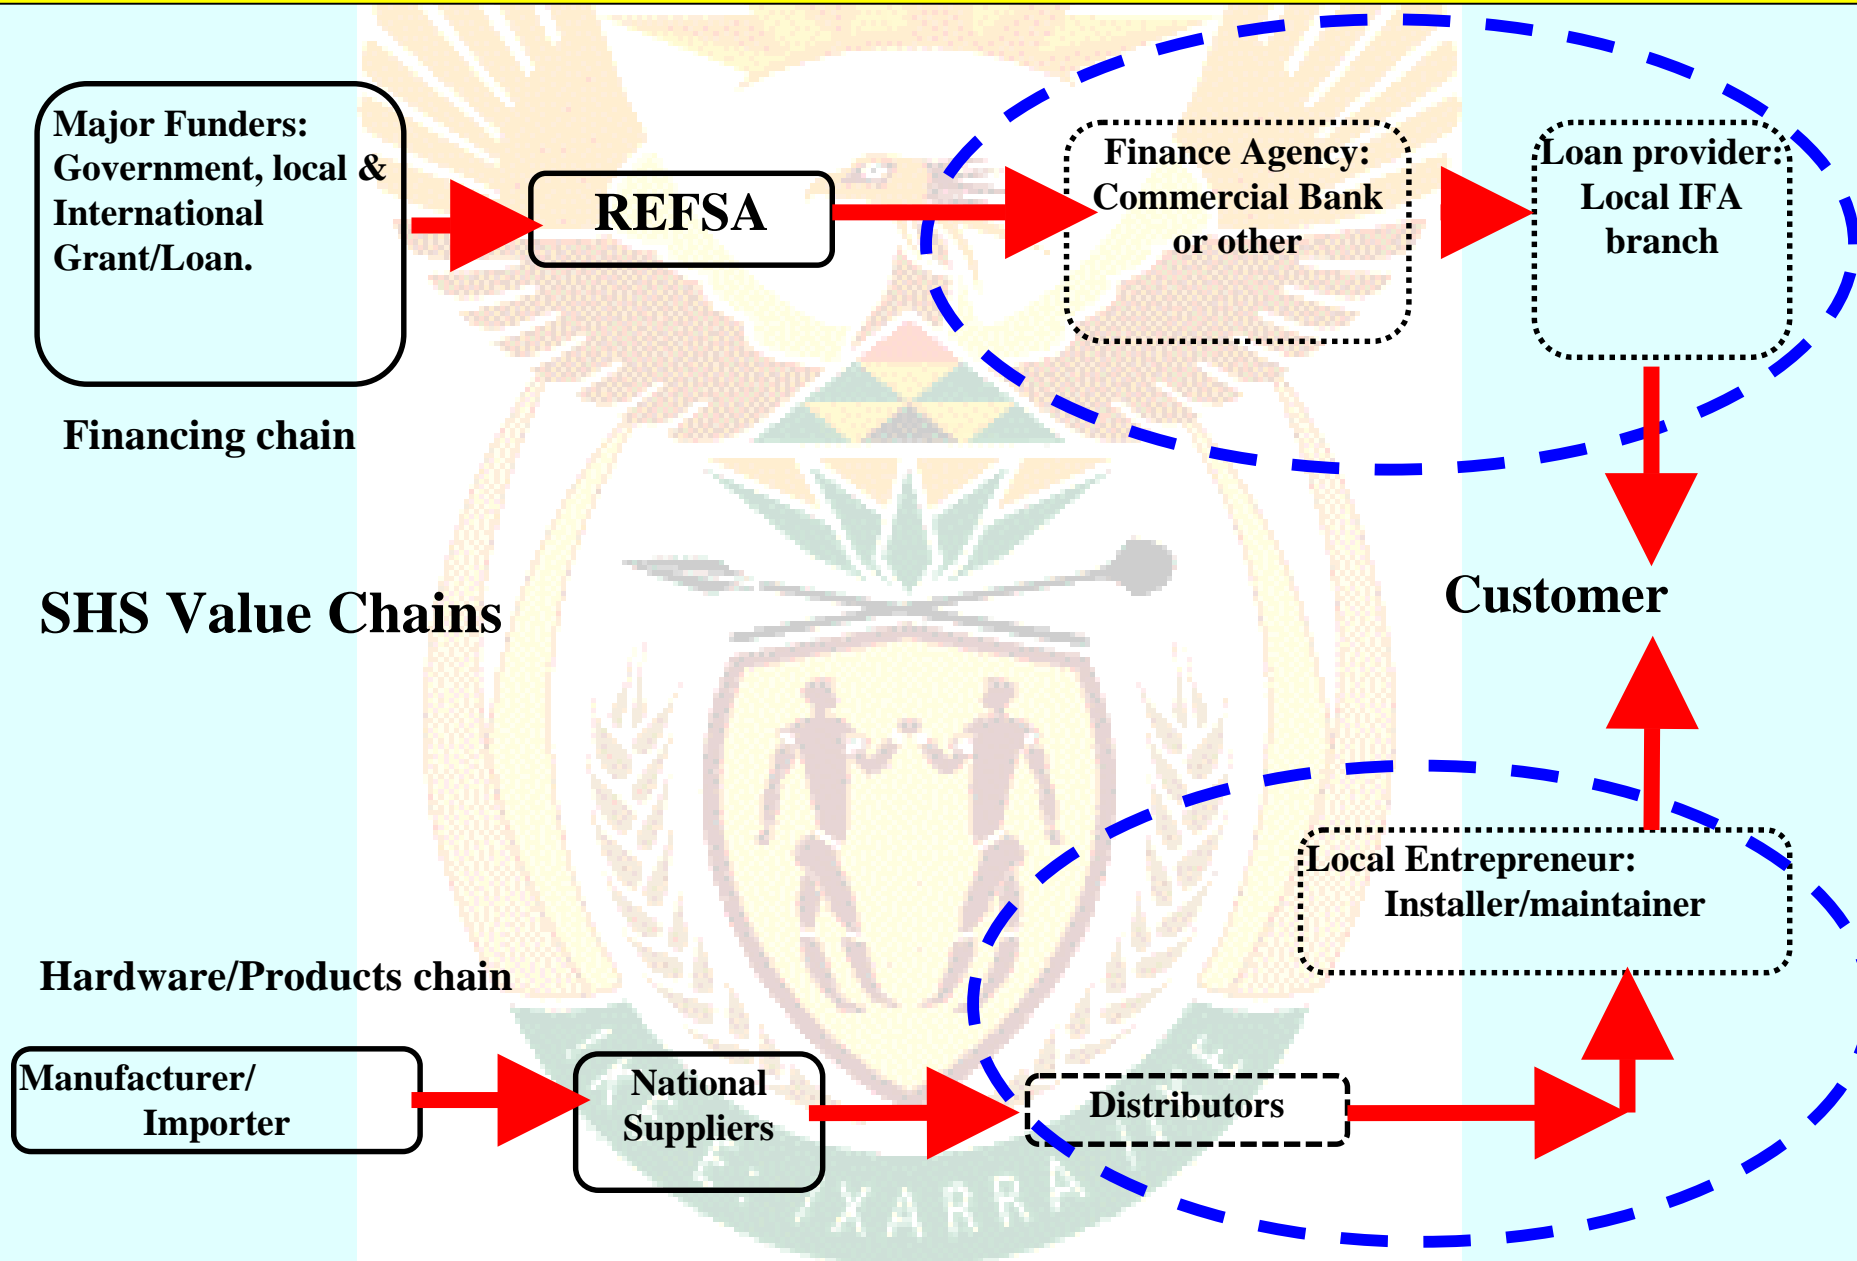 Major Funders:
Government, local &
International
Grant/Loan.
REFSA
Finance Agency:
Commercial Bank
or other
Loan provider:
Local IFA
branch
Financing chain
SHS Value Chains
Customer
Local Entrepreneur:
Installer/maintainer
Hardware/Products chain
Manufacturer/
Importer
National
Suppliers
Distributors